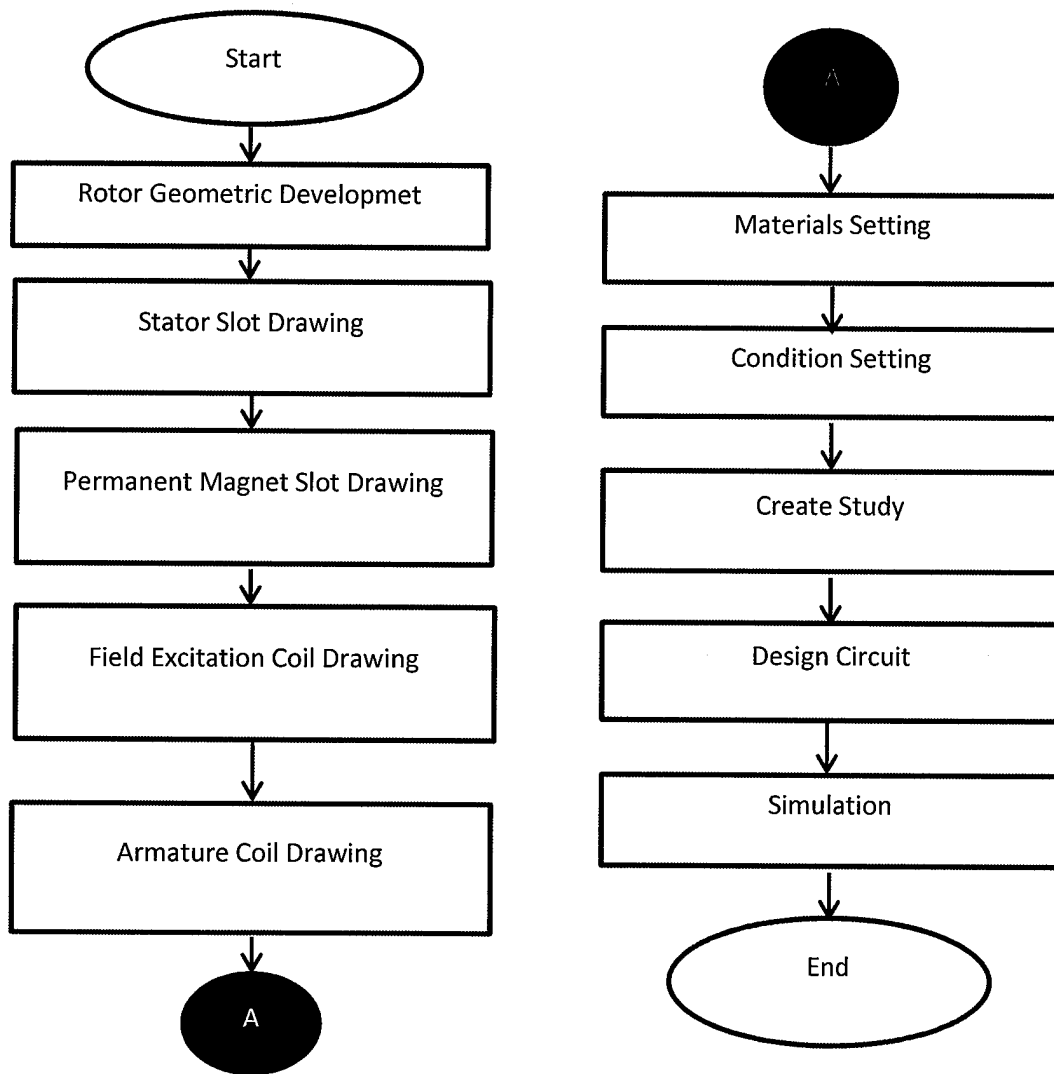 Start
Rotor Geometric Developmet
Stator Slot Drawing
Permanent Magnet Slot Drawing
Field Excitation Coil Drawing
Armature Coil Drawing
A
A
Materials Setting
Condition Setting
Create Study
Design Circuit
Simulation
End